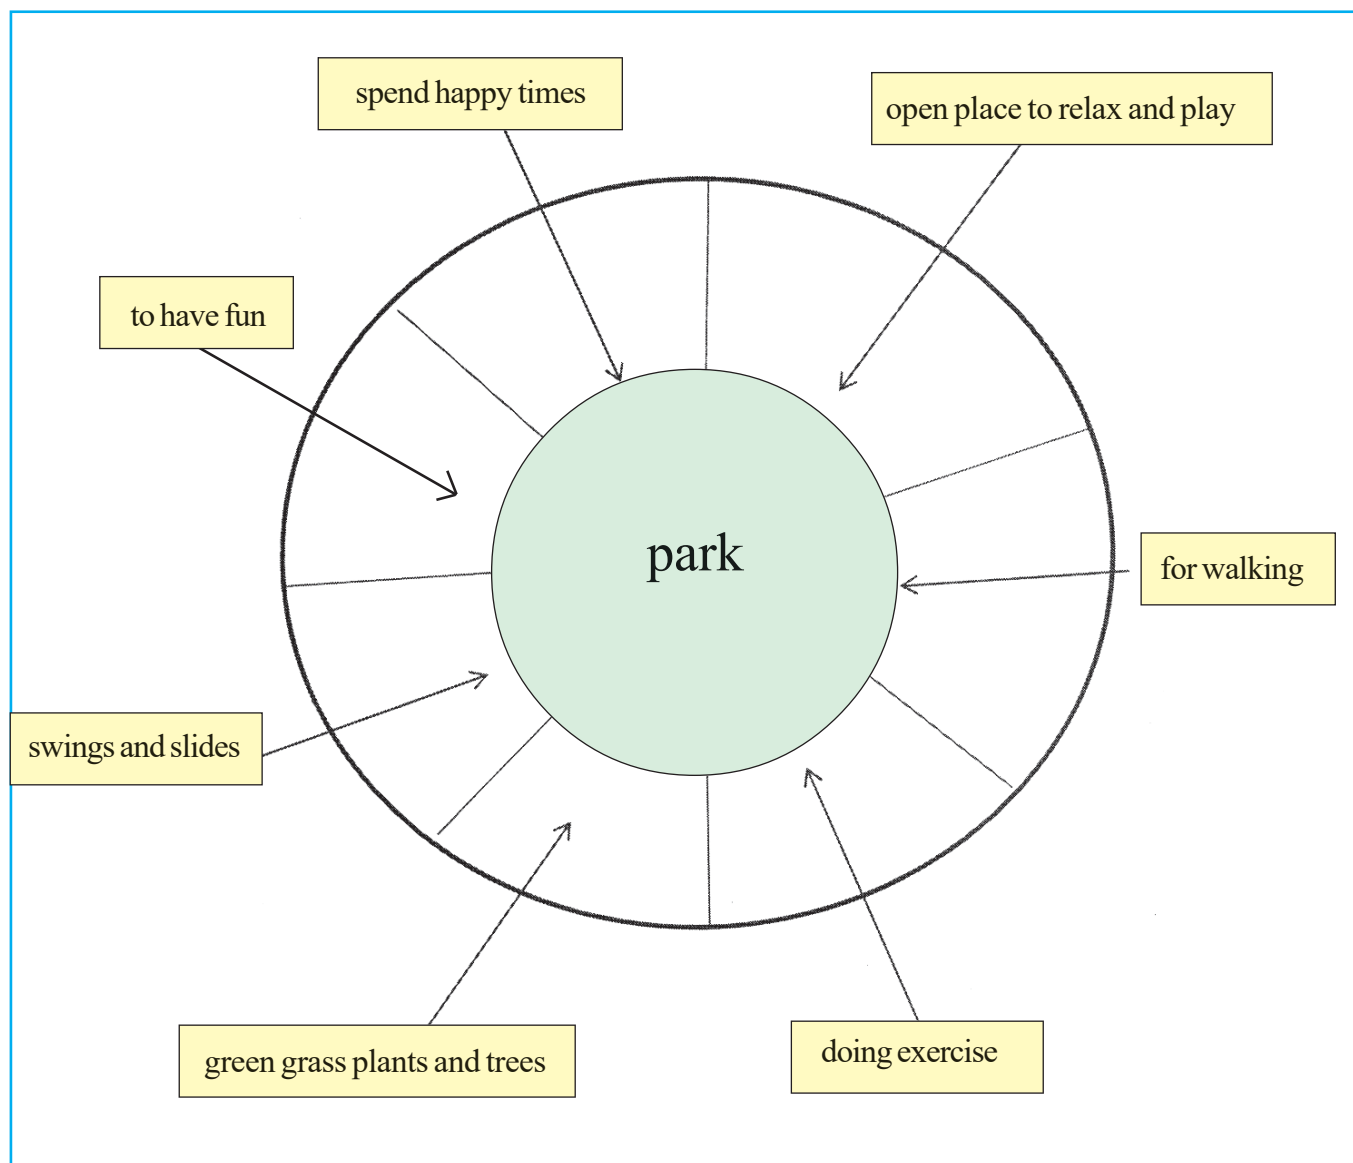 spend happy times
open place to relax and play
to have fun
park
for walking
swings and slides
green grass plants and trees
doing exercise